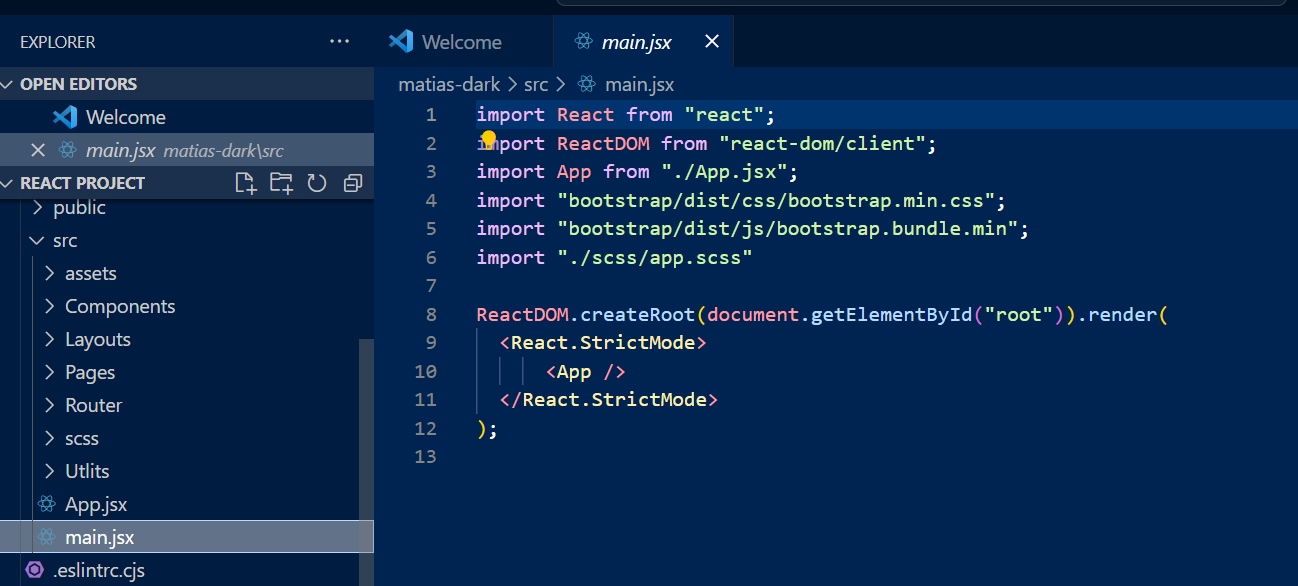 EXPLORER
OPEN EDITORS
Welcome
main.jsx matias-dark\src
REACT PROJECT
public
src
assets
Components
Layouts
Pages
Router
scss
Utlits
App.jsx
main.jsx
.eslintrc.cjs
Welcome
main.jsx
matias-dark > src > main.jsx
1 import React from "react";
2 import ReactDOM from "react-dom/client";
3 import App from "./App.jsx";
4 import "bootstrap/dist/css/bootstrap.min.css";
5 import "bootstrap/dist/js/bootstrap.bundle.min";
6 import "./scss/app.scss"
7
8 ReactDOM.createRoot(document.getElementById("root")).render(
9 <React.StrictMode>
10 <App />
11 </React.StrictMode>
12 );
13